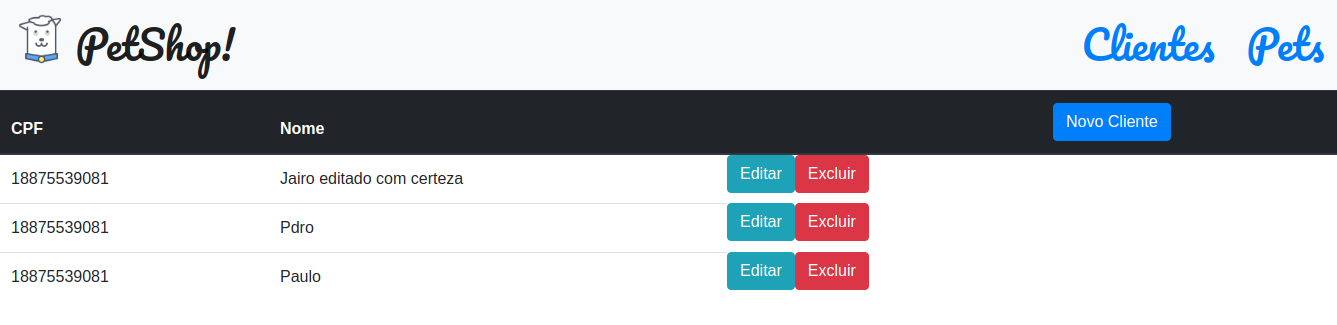 PetShop! Clientes Pets
CPF Nome Novo Cliente
18875539081 Jairo editado com certeza Editar Excluir
18875539081 Pdro Editar Excluir
18875539081 Paulo Editar Excluir